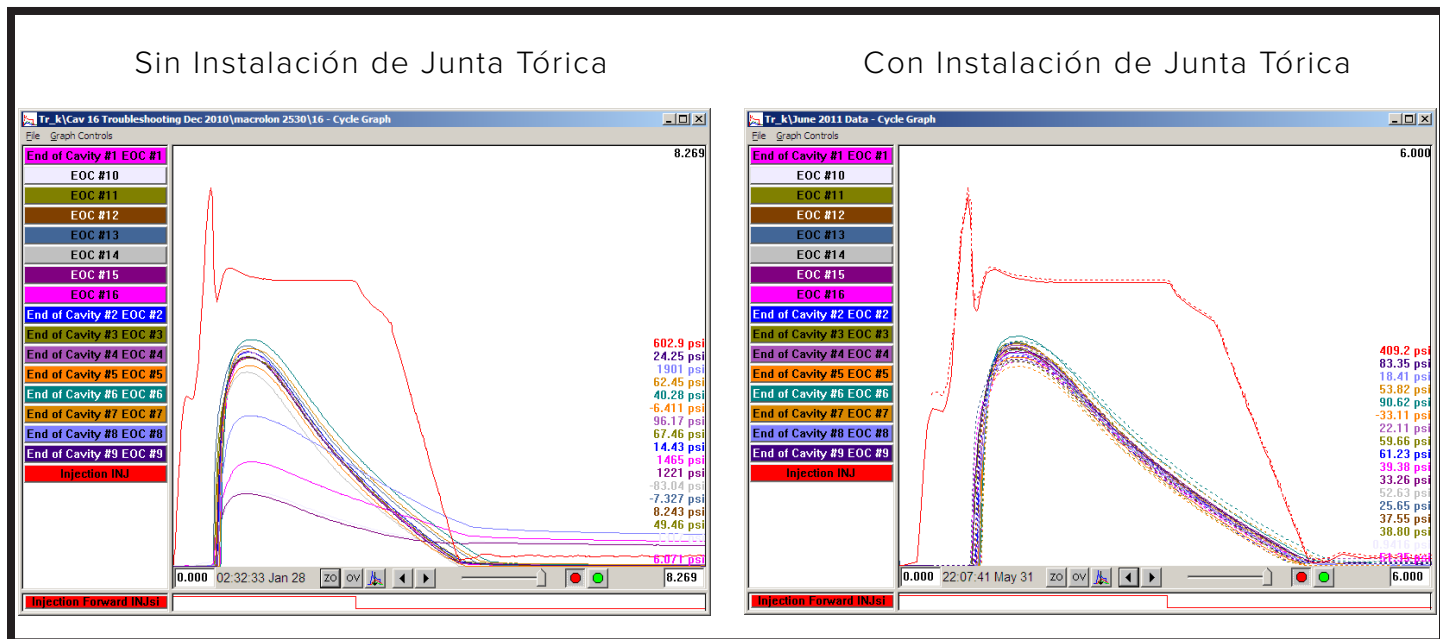 Sin Instalación de Junta Tórica
Tr_k\Cav 16 Troubleshooting Dec 2010\macrolon 2530\16 - Cycle Graph
File Graph Controls
End of Cavity #1 EOC #1
EOC #10
EOC #11
EOC #12
EOC #13
EOC #14
EOC #15
EOC #16
End of Cavity #2 EOC #2
End of Cavity #3 EOC #3
End of Cavity #4 EOC #4
End of Cavity #5 EOC #5
End of Cavity #6 EOC #6
End of Cavity #7 EOC #7
End of Cavity #8 EOC #8
End of Cavity #9 EOC #9
Injection INJ
8.269
602.9 psi
24.25 psi
1901 psi
62.45 psi
40.28 psi
-6.411 psi
96.17 psi
67.46 psi
14.43 psi
1465 psi
1221 psi
-83.04 psi
-7.327 psi
8.243 psi
49.46 psi
6.071 psi
0.000 02:32:33 Jan 28 ZO OV 8.269
Injection Forward INJsi
Con Instalación de Junta Tórica
Tr_k\June 2011 Data - Cycle Graph
File Graph Controls
End of Cavity #1 EOC #1
EOC #10
EOC #11
EOC #12
EOC #13
EOC #14
EOC #15
EOC #16
End of Cavity #2 EOC #2
End of Cavity #3 EOC #3
End of Cavity #4 EOC #4
End of Cavity #5 EOC #5
End of Cavity #6 EOC #6
End of Cavity #7 EOC #7
End of Cavity #8 EOC #8
End of Cavity #9 EOC #9
Injection INJ
6.000
409.2 psi
83.35 psi
18.41 psi
53.82 psi
90.62 psi
-33.11 psi
22.11 psi
59.66 psi
61.23 psi
39.38 psi
33.26 psi
52.63 psi
25.65 psi
37.55 psi
38.80 psi
0.000 22:07:41 May 31 ZO OV 6.000
Injection Forward INJsi